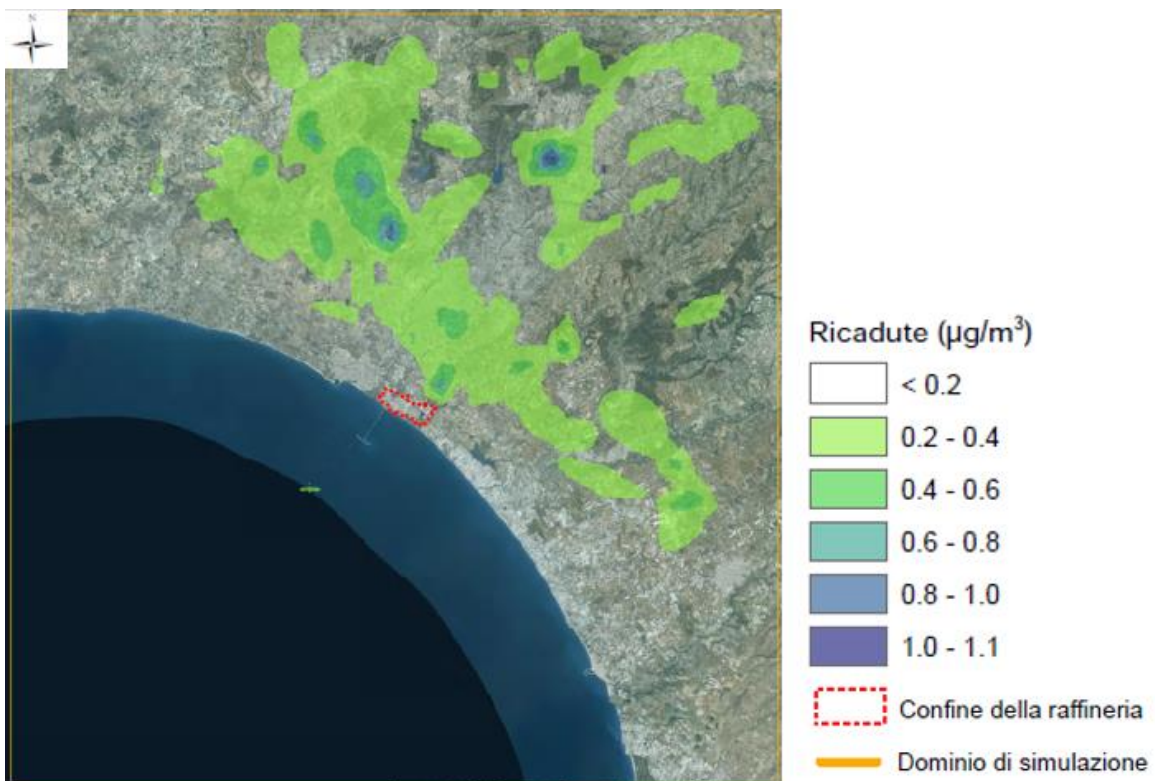 N
Ricadute (µg/m³)
< 0.2
0.2 - 0.4
0.4 - 0.6
0.6 - 0.8
0.8 - 1.0
1.0 - 1.1
Confine della raffineria
Dominio di simulazione